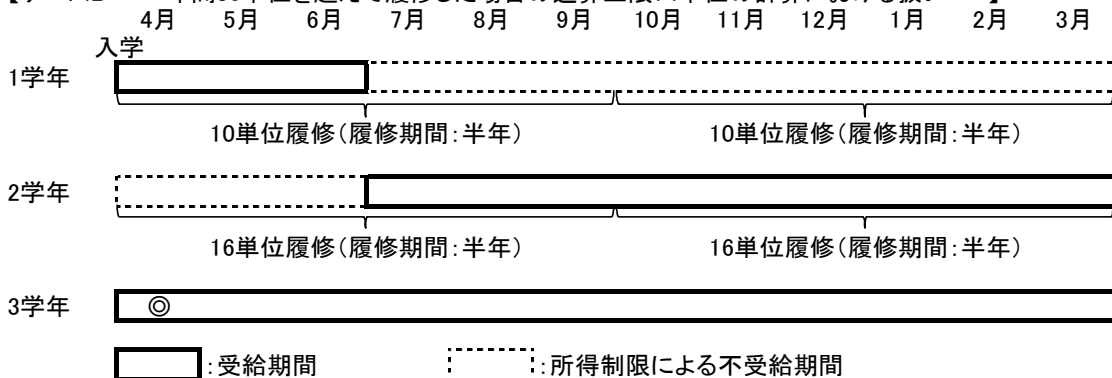 4月 5月 6月 7月 8月 9月 10月 11月 12月 1月 2月 3月
入学
1学年
10単位履修(履修期間:半年) 10単位履修(履修期間:半年)
2学年
16単位履修(履修期間:半年) 16単位履修(履修期間:半年)
3学年 ◎
:受給期間 :所得制限による不受給期間